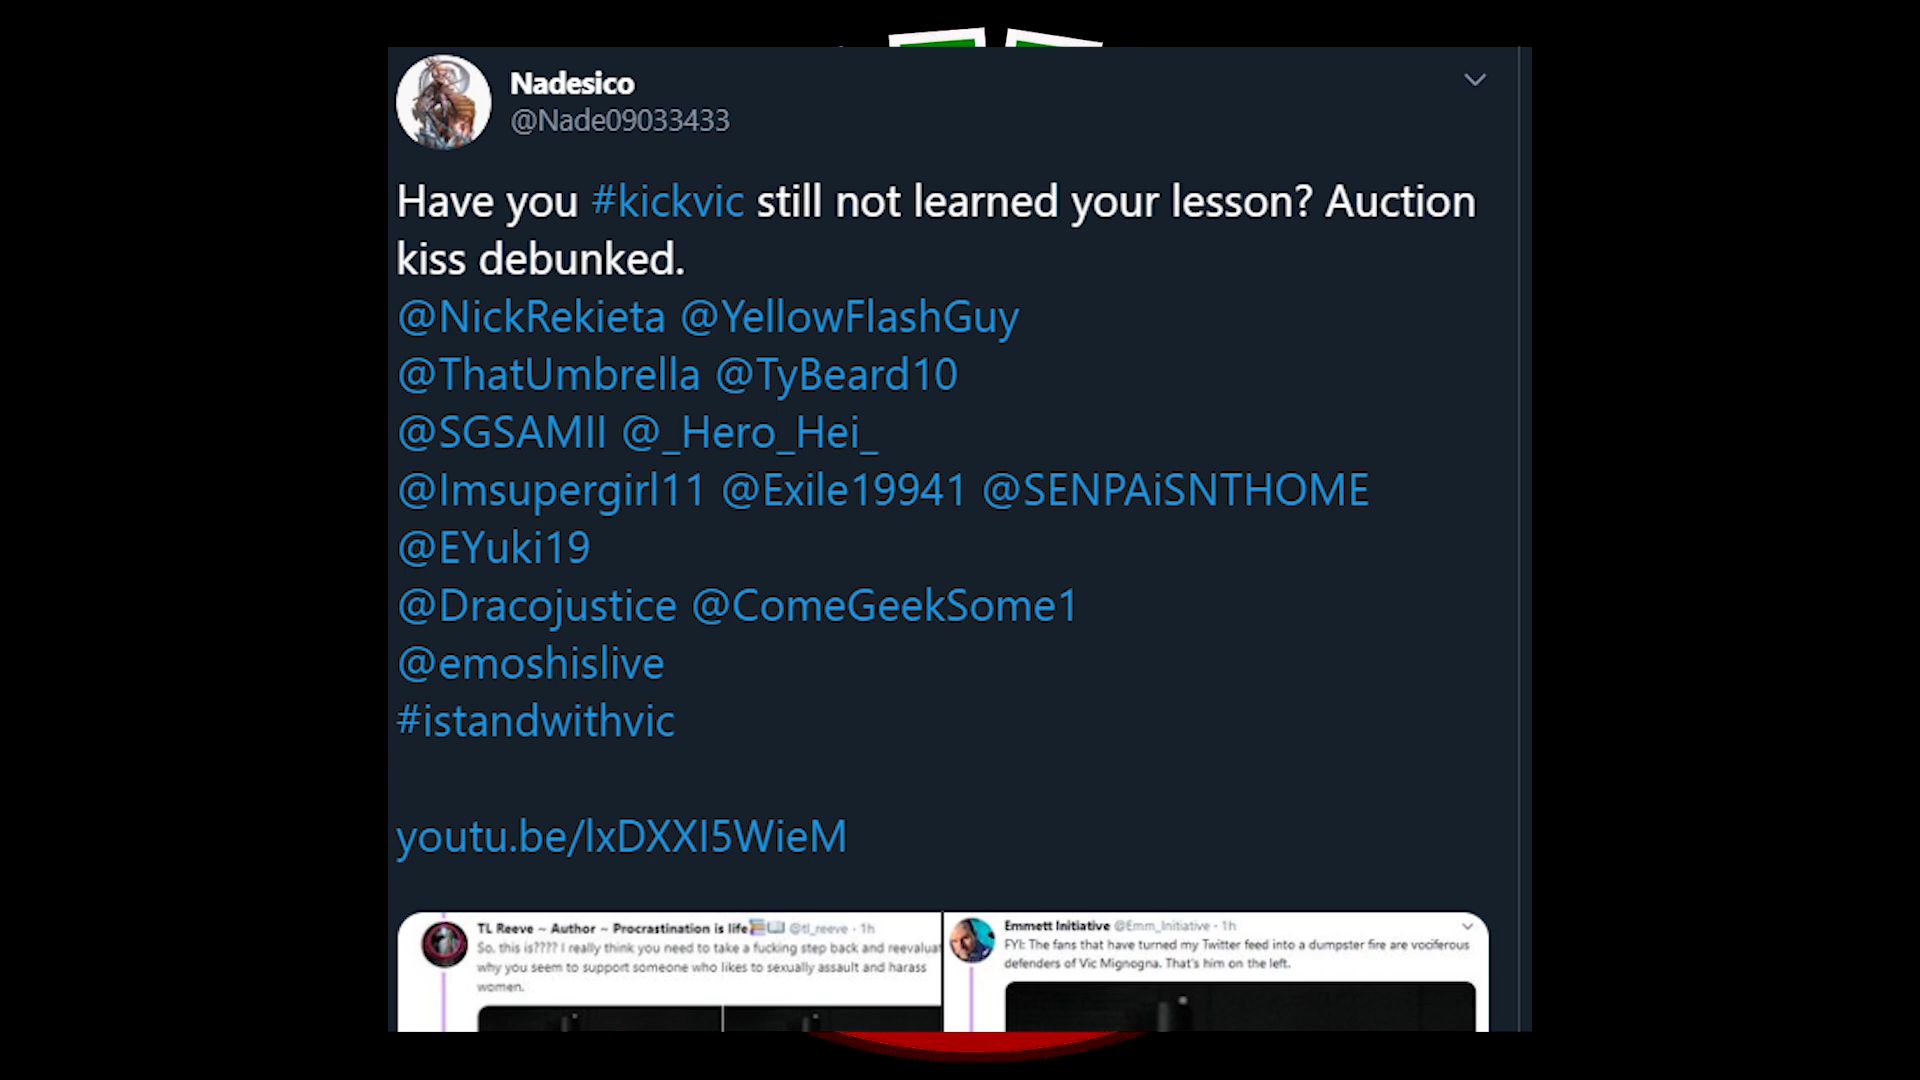 Nadesico
@Nade09033433
Have you #kickvic still not learned your lesson? Auction
kiss debunked.
@NickRekieta @YellowFlashGuy
@ThatUmbrella @TyBeard10
@SGSAMII @_Hero_Hei_
@Imsupergirl11 @Exile19941 @SENPAiSNTHOME
@EYuki19
@Dracojustice @ComeGeekSome1
@emoshislive
#istandwithvic
youtu.be/lxDXXI5WieM
TL Reeve ~ Author ~ Procrastination is life @tl_reeve · 1h
So, this is???? I really think you need to take a fucking step back and reevaluat
why you seem to support someone who likes to sexually assault and harass
women.
Emmett Initiative @Emm_Initiative · 1h
FYI: The fans that have turned my Twitter feed into a dumpster fire are vociferous
defenders of Vic Mignogna. That's him on the left.